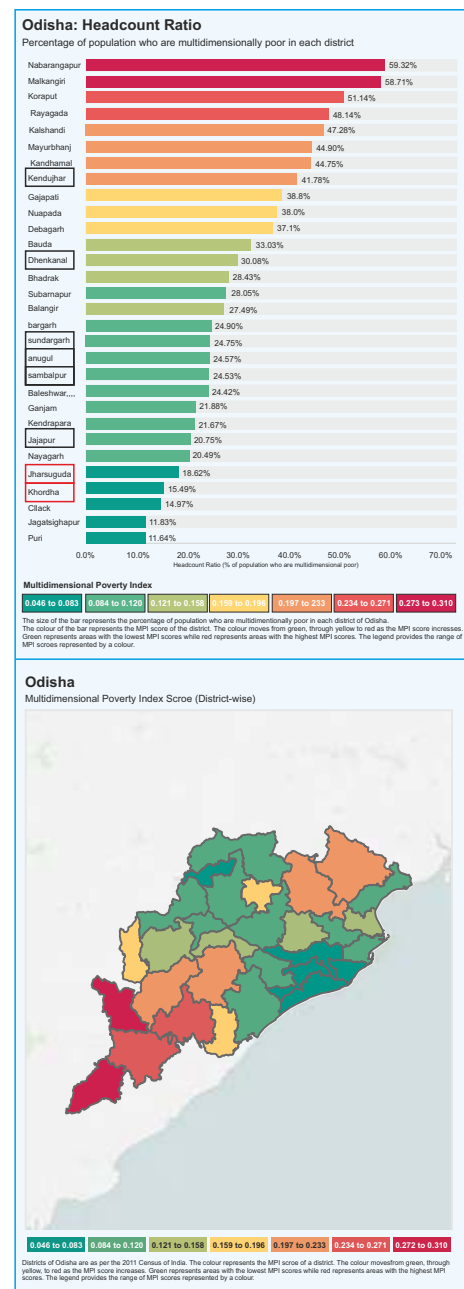 Odisha: Headcount Ratio
Percentage of population who are multidimensionally poor in each district
Nabarangapur 59.32%
Malkangiri 58.71%
Koraput 51.14%
Rayagada 48.14%
Kalshandi 47.28%
Mayurbhanj 44.90%
Kandhamal 44.75%
Kendujhar 41.78%
Gajapati 38.8%
Nuapada 38.0%
Debagarh 37.1%
Bauda 33.03%
Dhenkanal 30.08%
Bhadrak 28.43%
Subarnapur 28.05%
Balangir 27.49%
bargarh 24.90%
sundargarh 24.75%
anugul 24.57%
sambalpur 24.53%
Baleshwar,,,, 24.42%
Ganjam 21.88%
Kendrapara 21.67%
Jajapur 20.75%
Nayagarh 20.49%
Jharsuguda 18.62%
Khordha 15.49%
Cllack 14.97%
Jagatsighapur 11.83%
Puri 11.64%
0.0% 10.0% 20.0% 30.0% 40.0% 50.0% 60.0% 70.0%
Headcount Ratio (% of population who are multidimensional poor)
Multidimensional Poverty Index
0.046 to 0.083 0.084 to 0.120 0.121 to 0.158 0.159 to 0.196 0.197 to 233 0.234 to 0.271 0.273 to 0.310
The size of the bar represents the percentage of population who are multidimentionally poor in each district of Odisha.
The colour of the bar represents the MPI score of the district. The colour moves from green, through yellow to red as the MPI score increases.
Green represents areas with the lowest MPI scores while red represents areas with the highest MPI scores. The legend provides the range of
MPI scroes represented by a colour.
Odisha
Multidimensional Poverty Index Scroe (District-wise)
0.046 to 0.083 0.084 to 0.120 0.121 to 0.158 0.159 to 0.196 0.197 to 0.233 0.234 to 0.271 0.272 to 0.310
Districts of Odisha are as per the 2011 Census of India. The colour represents the MPI scroe of a district. The colour movesfrom green, through
yellow, to red as the MPI score increases. Green represents areas with the lowest MPI scores while red represents areas with the highest MPI
scores. The legend provides the range of MPI scores represented by a colour.